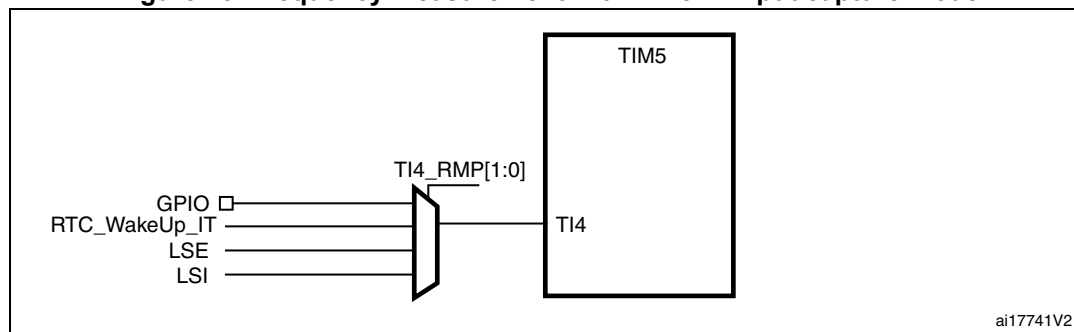 TIM5
TI4_RMP[1:0]
GPIO
RTC_WakeUp_IT
TI4
LSE
LSI
ai17741V2